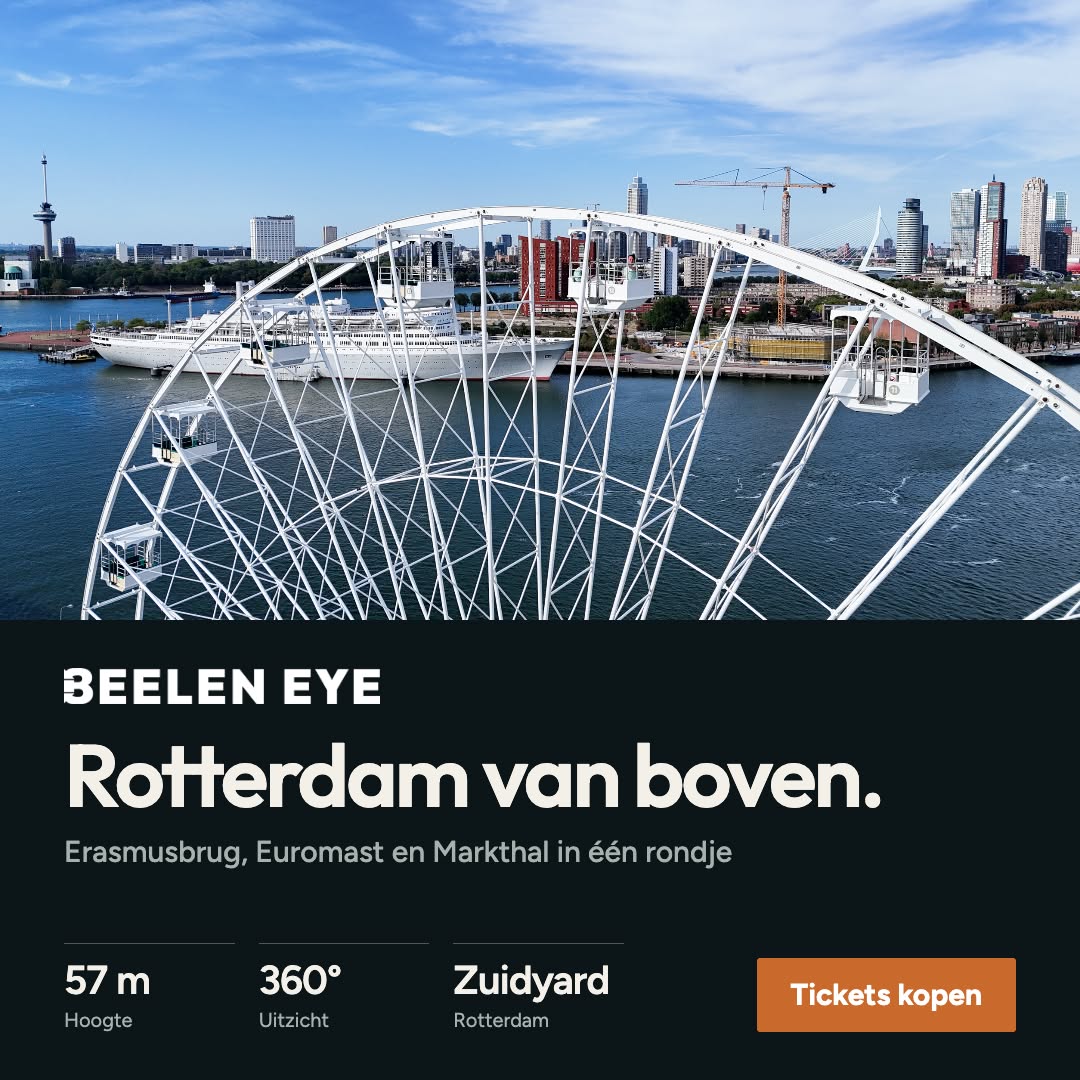 BEELEN EYE
Rotterdam van boven.
Erasmusbrug, Euromast en Markthal in één rondje
57 m
Hoogte
360°
Uitzicht
Zuidyard
Rotterdam
Tickets kopen